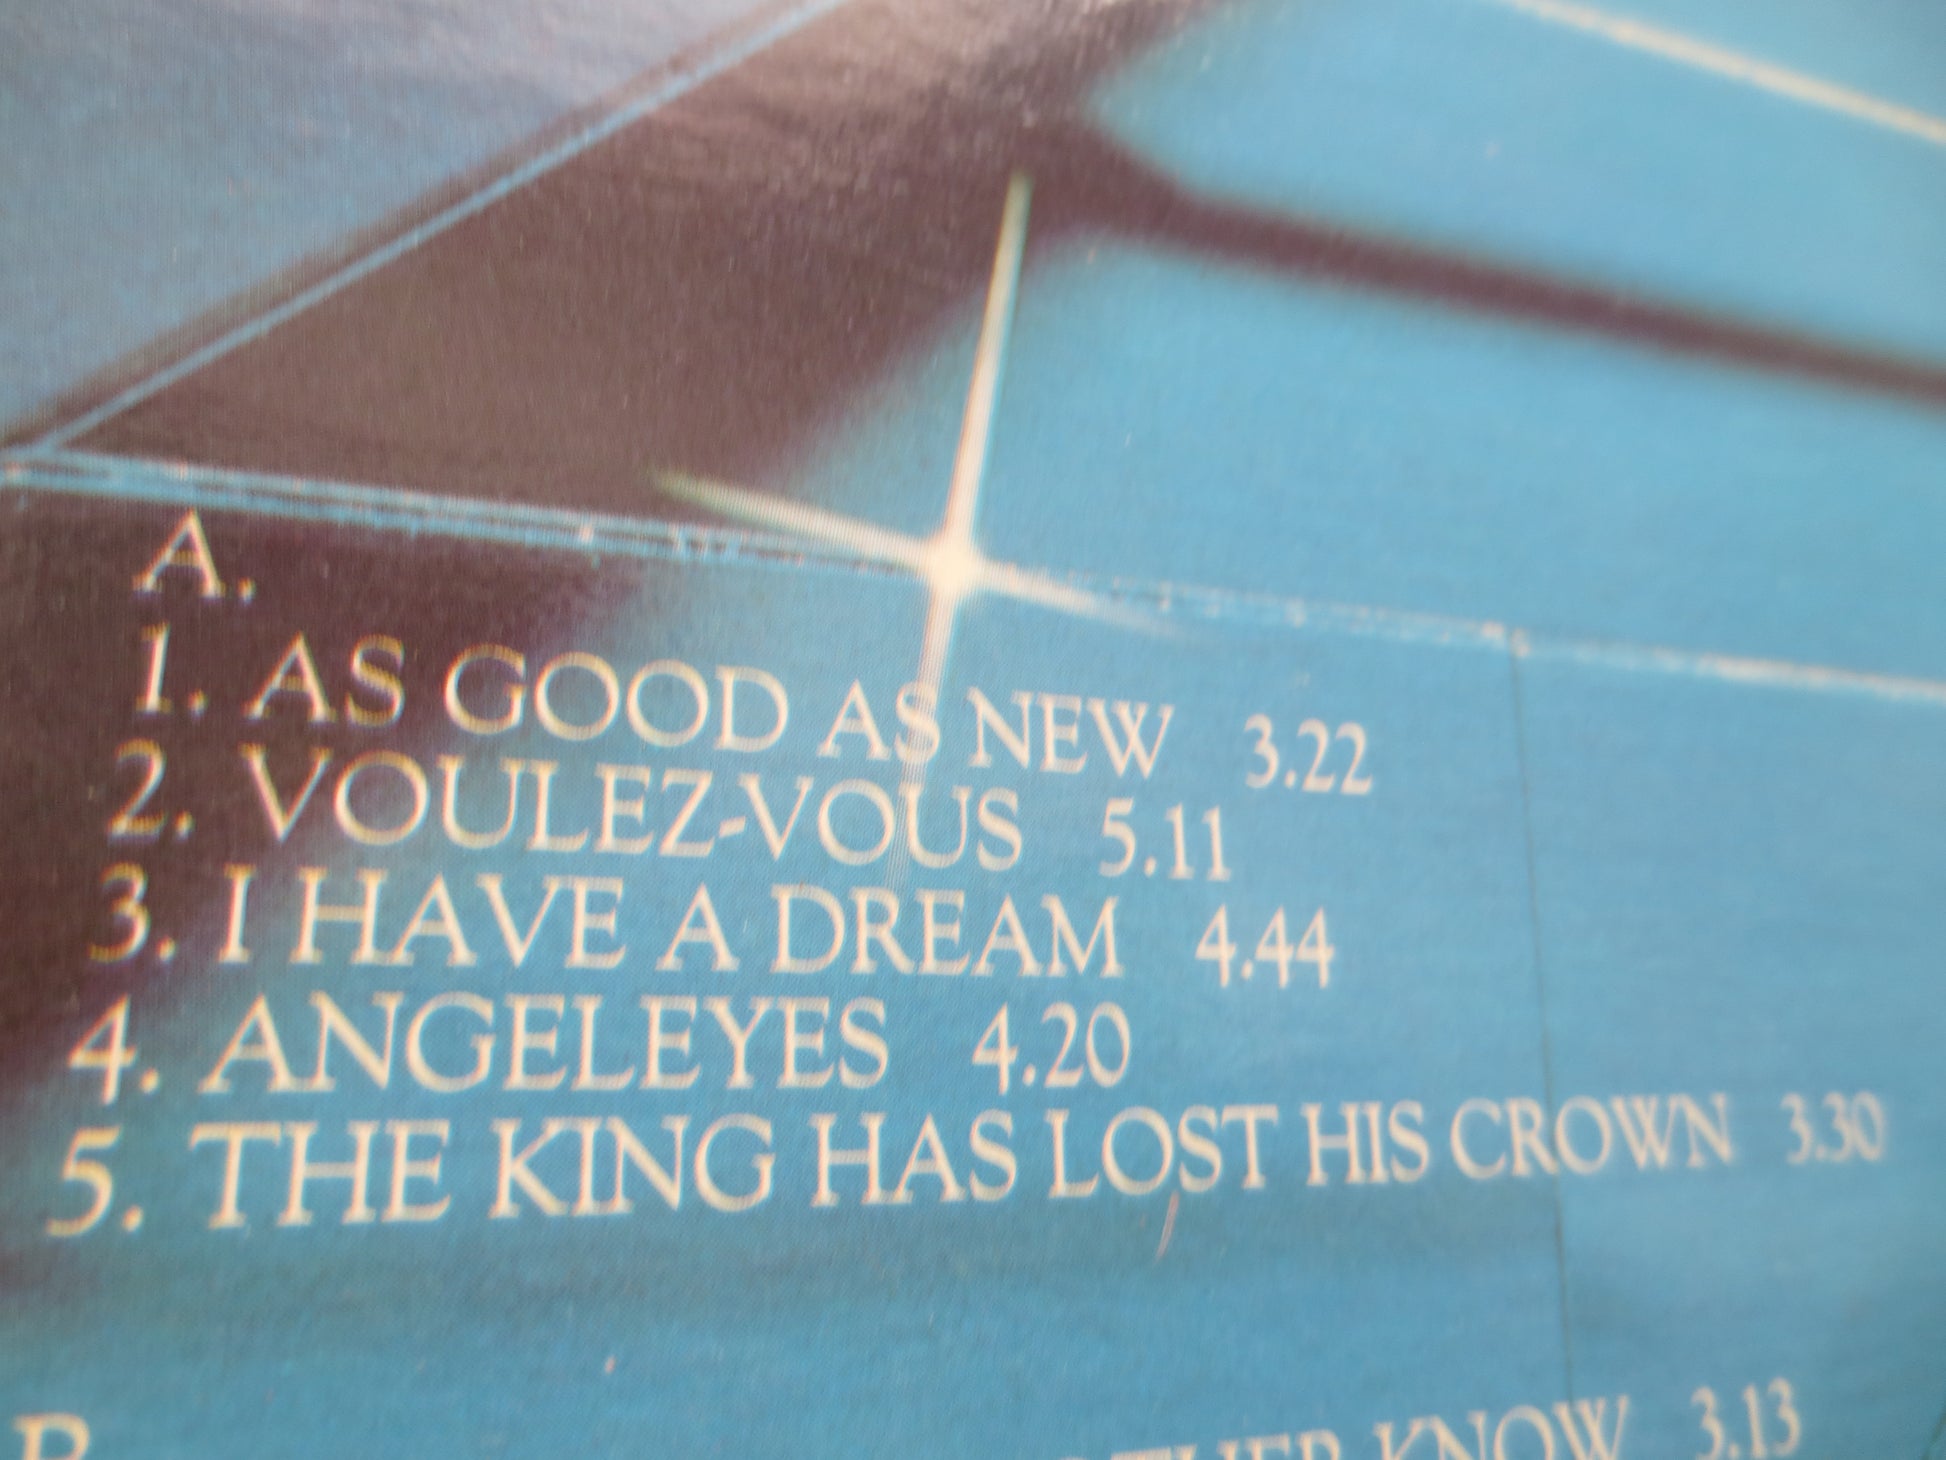 A.
1. AS GOOD AS NEW 3.22
2. VOULEZ-VOUS 5.11
3. I HAVE A DREAM 4.44
4. ANGELEYES 4.20
5. THE KING HAS LOST HIS CROWN 3.30
KNOW 3.13